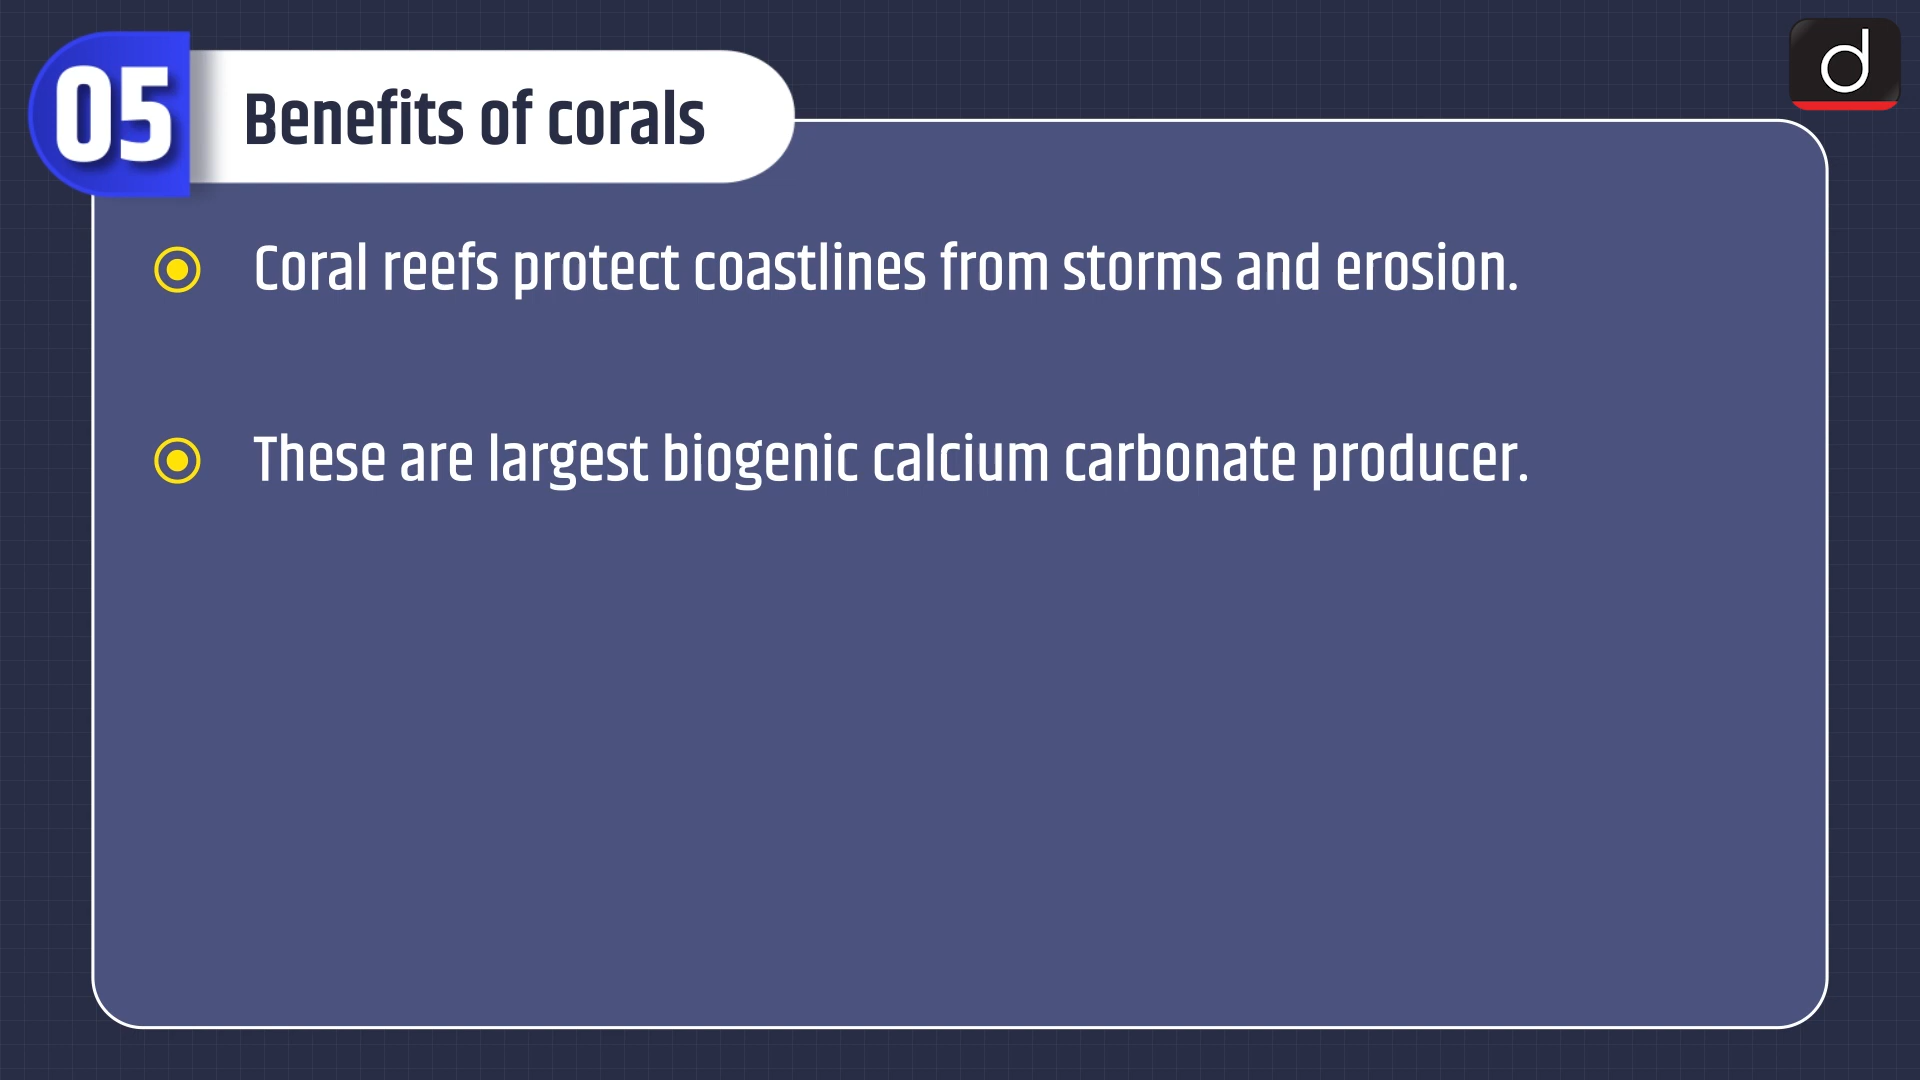 05
Benefits of corals
Coral reefs protect coastlines from storms and erosion.
These are largest biogenic calcium carbonate producer.
d